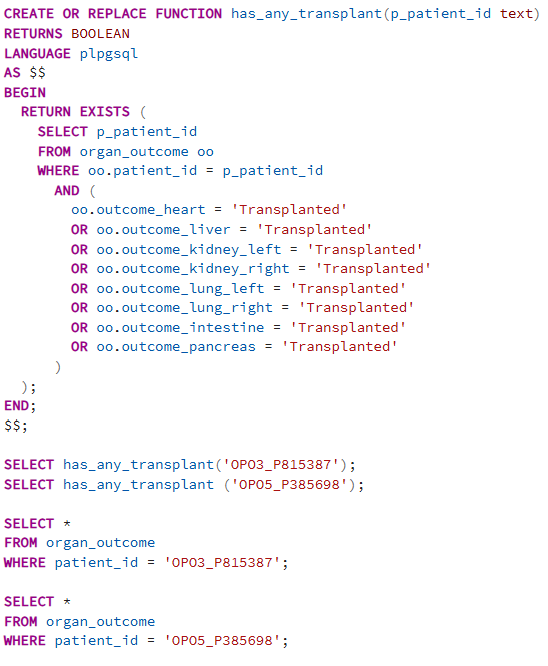 CREATE OR REPLACE FUNCTION has_any_transplant(p_patient_id text)
RETURNS BOOLEAN
LANGUAGE plpgsql
AS $$
BEGIN
  RETURN EXISTS (
    SELECT p_patient_id
    FROM organ_outcome oo
    WHERE oo.patient_id = p_patient_id
      AND (
        oo.outcome_heart = 'Transplanted'
        OR oo.outcome_liver = 'Transplanted'
        OR oo.outcome_kidney_left = 'Transplanted'
        OR oo.outcome_kidney_right = 'Transplanted'
        OR oo.outcome_lung_left = 'Transplanted'
        OR oo.outcome_lung_right = 'Transplanted'
        OR oo.outcome_intestine = 'Transplanted'
        OR oo.outcome_pancreas = 'Transplanted'
      )
  );
END;
$$;

SELECT has_any_transplant('OPO3_P815387');
SELECT has_any_transplant ('OPO5_P385698');

SELECT *
FROM organ_outcome
WHERE patient_id = 'OPO3_P815387';

SELECT *
FROM organ_outcome
WHERE patient_id = 'OPO5_P385698';